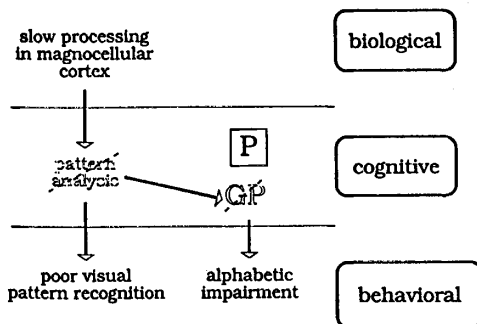 slow processing
in magnocellular
cortex
biological
P
pattern
analysis
GP
cognitive
poor visual
pattern recognition
alphabetic
impairment
behavioral